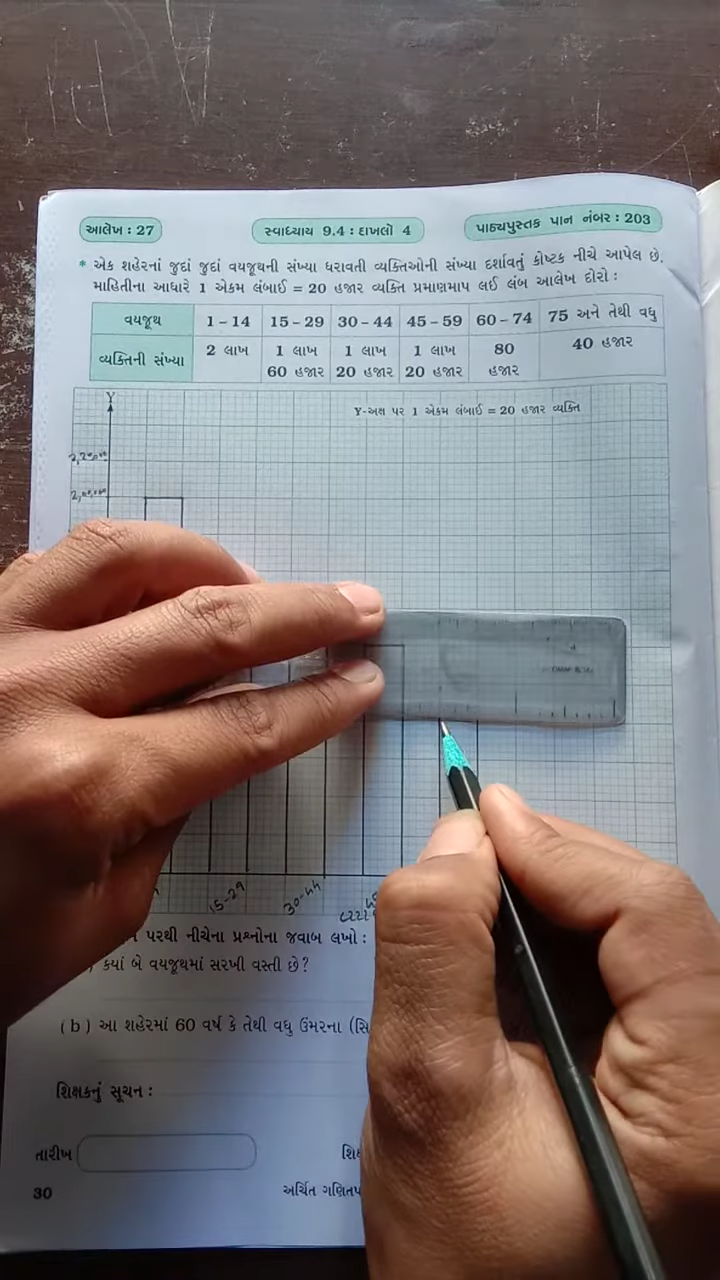 આલેખ : 27
સ્વાધ્યાય 9.4 : દાખલો 4
પાઠ્યપુસ્તક પાન નંબર : 203
* એક શહેરનાં જુદાં જુદાં વયજૂથની સંખ્યા ધરાવતી વ્યક્તિઓની સંખ્યા દર્શાવતું કોષ્ટક નીચે આપેલ છે.
માહિતીના આધારે 1 એકમ લંબાઈ = 20 હજાર વ્યક્તિ પ્રમાણમાપ લઈ લંબ આલેખ દોરો :
વયજૂથ 1 – 14 15 – 29 30 – 44 45 – 59 60 – 74 75 અને તેથી વધુ
વ્યક્તિની સંખ્યા 2 લાખ 1 લાખ 60 હજાર 1 લાખ 20 હજાર 1 લાખ 20 હજાર 80 હજાર 40 હજાર
Y
Y-અક્ષ પર 1 એકમ લંબાઈ = 20 હજાર વ્યક્તિ
15-29
30-44
પરથી નીચેના પ્રશ્નોના જવાબ લખો :
કયાં બે વયજૂથમાં સરખી વસ્તી છે?
(b) આ શહેરમાં 60 વર્ષ કે તેથી વધુ ઉંમરના
શિક્ષકનું સૂચન :
તારીખ
30
અર્ચિત